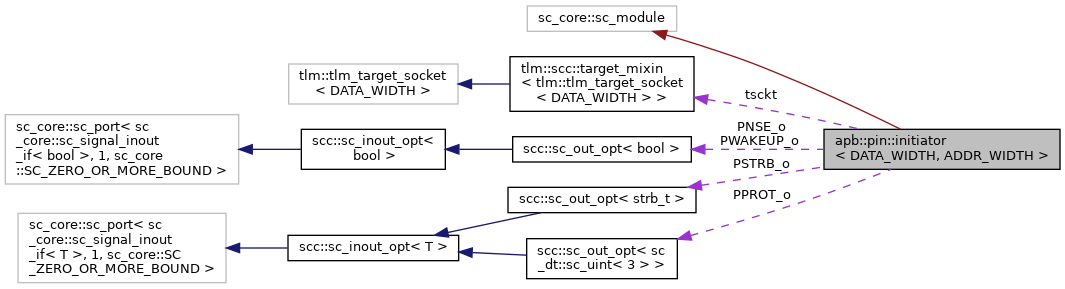 sc_core::sc_module
tlm::tlm_target_socket
< DATA_WIDTH >
tlm::scc::target_mixin
< tlm::tlm_target_socket
< DATA_WIDTH > >
tsckt
sc_core::sc_port< sc
_core::sc_signal_inout
_if< bool >, 1, sc_core
::SC_ZERO_OR_MORE_BOUND >
scc::sc_inout_opt<
bool >
scc::sc_out_opt< bool >
PNSE_o
PWAKEUP_o
apb::pin::initiator
< DATA_WIDTH, ADDR_WIDTH >
PSTRB_o
scc::sc_out_opt< strb_t >
PPROT_o
sc_core::sc_port< sc
_core::sc_signal_inout
_if< T >, 1, sc_core::SC
_ZERO_OR_MORE_BOUND >
scc::sc_inout_opt< T >
scc::sc_out_opt< sc
_dt::sc_uint< 3 > >